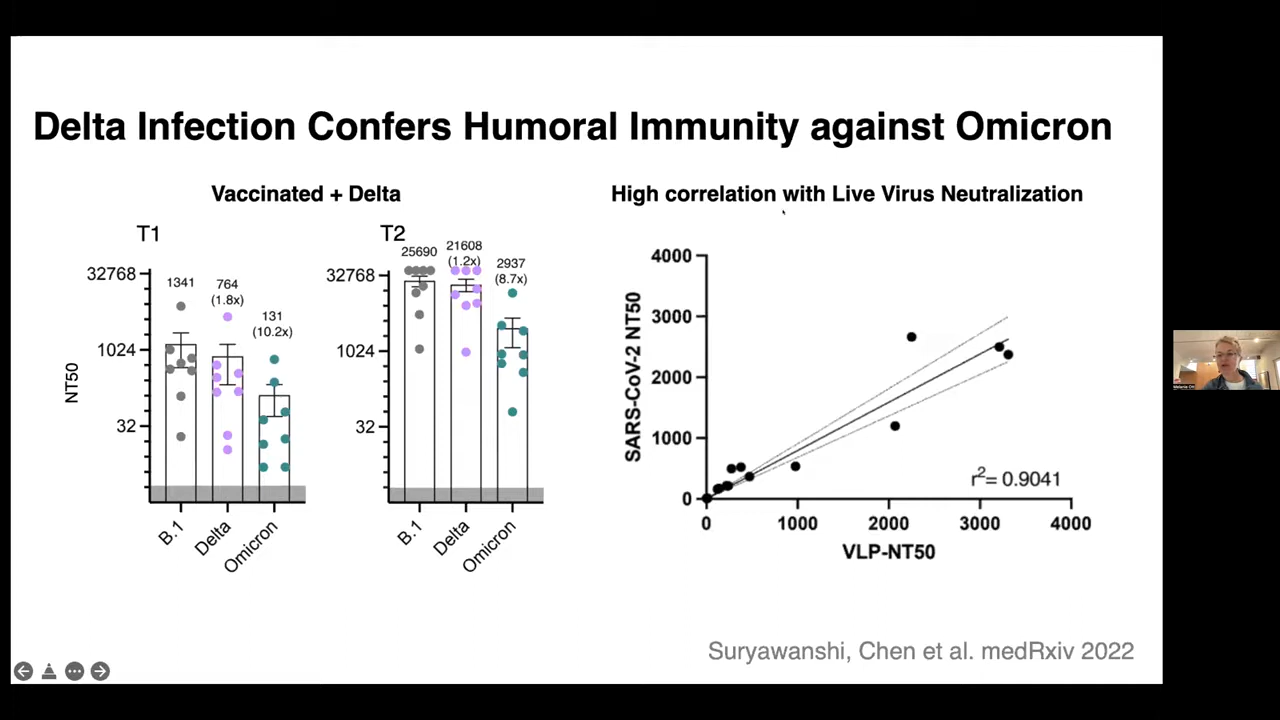 Delta Infection Confers Humoral Immunity against Omicron
Vaccinated + Delta
T1
NT50
32768
1024
32
1341
764
(1.8x)
131
(10.2x)
B.1
Delta
Omicron
T2
32768
1024
32
25690
21608
(1.2x)
2937
(8.7x)
B.1
Delta
Omicron
High correlation with Live Virus Neutralization
SARS-CoV-2 NT50
4000
3000
2000
1000
0
r²= 0.9041
0 1000 2000 3000 4000
VLP-NT50
Suryawanshi, Chen et al. medRxiv 2022